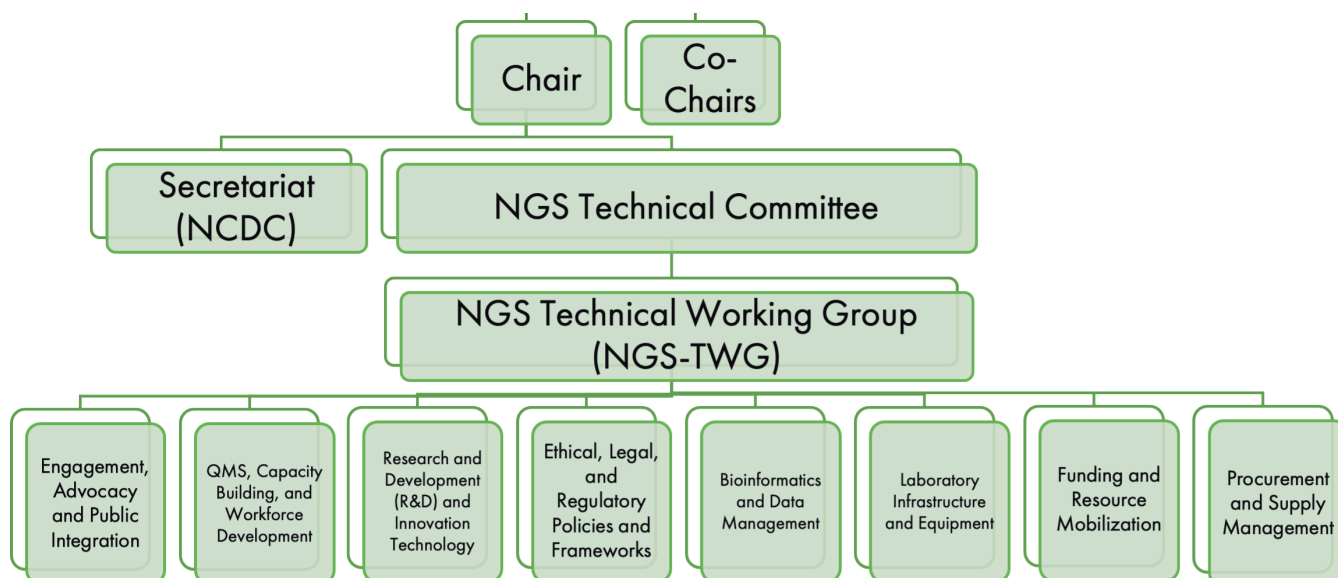 Chair
Co-
Chairs
Secretariat
(NCDC)
NGS Technical Committee
NGS Technical Working Group
(NGS-TWG)
Engagement,
Advocacy
and Public
Integration
QMS, Capacity
Building, and
Workforce
Development
Research and
Development
(R&D) and
Innovation
Technology
Ethical, Legal,
and
Regulatory
Policies and
Frameworks
Bioinformatics
and Data
Management
Laboratory
Infrastructure
and Equipment
Funding and
Resource
Mobilization
Procurement
and Supply
Management